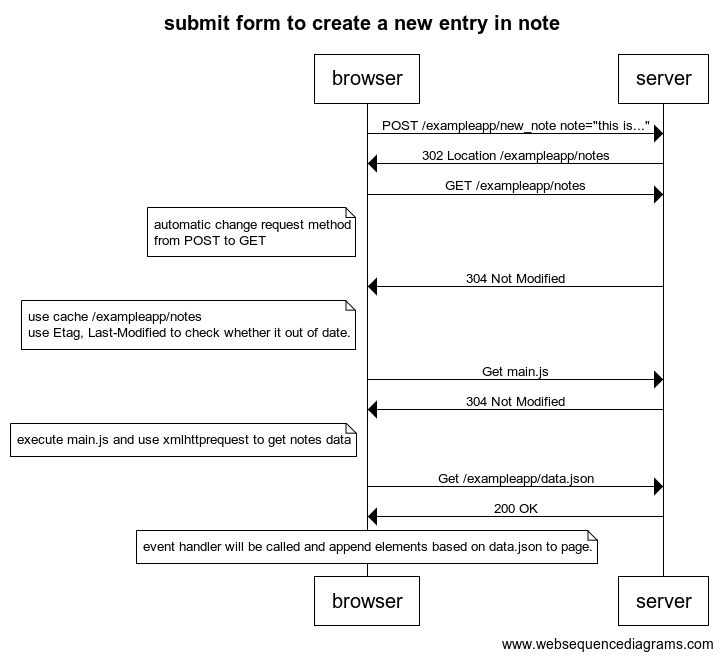 submit form to create a new entry in note
browser
server
POST /exampleapp/new_note note="this is..."
302 Location /exampleapp/notes
GET /exampleapp/notes
automatic change request method
from POST to GET
304 Not Modified
use cache /exampleapp/notes
use Etag, Last-Modified to check whether it out of date.
Get main.js
304 Not Modified
execute main.js and use xmlhttprequest to get notes data
Get /exampleapp/data.json
200 OK
event handler will be called and append elements based on data.json to page.
browser
server
www.websequencediagrams.com